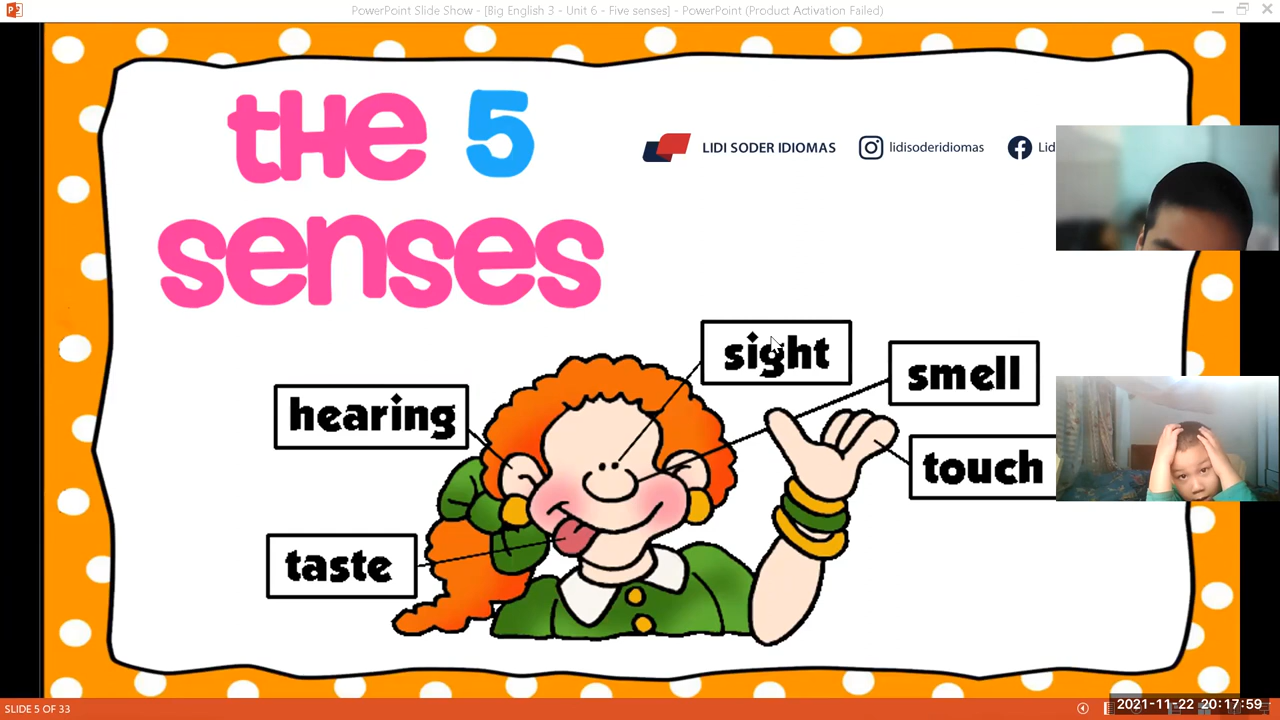 PowerPoint Slide Show - [Big English 3 - Unit 6 - Five senses] - PowerPoint (Product Activation Failed)
the 5
senses
LIDI SODER IDIOMAS
lidisoderidiomas
Lid
sight
smell
hearing
touch
taste
SLIDE 5 OF 33
2021-11-22 20:17:59